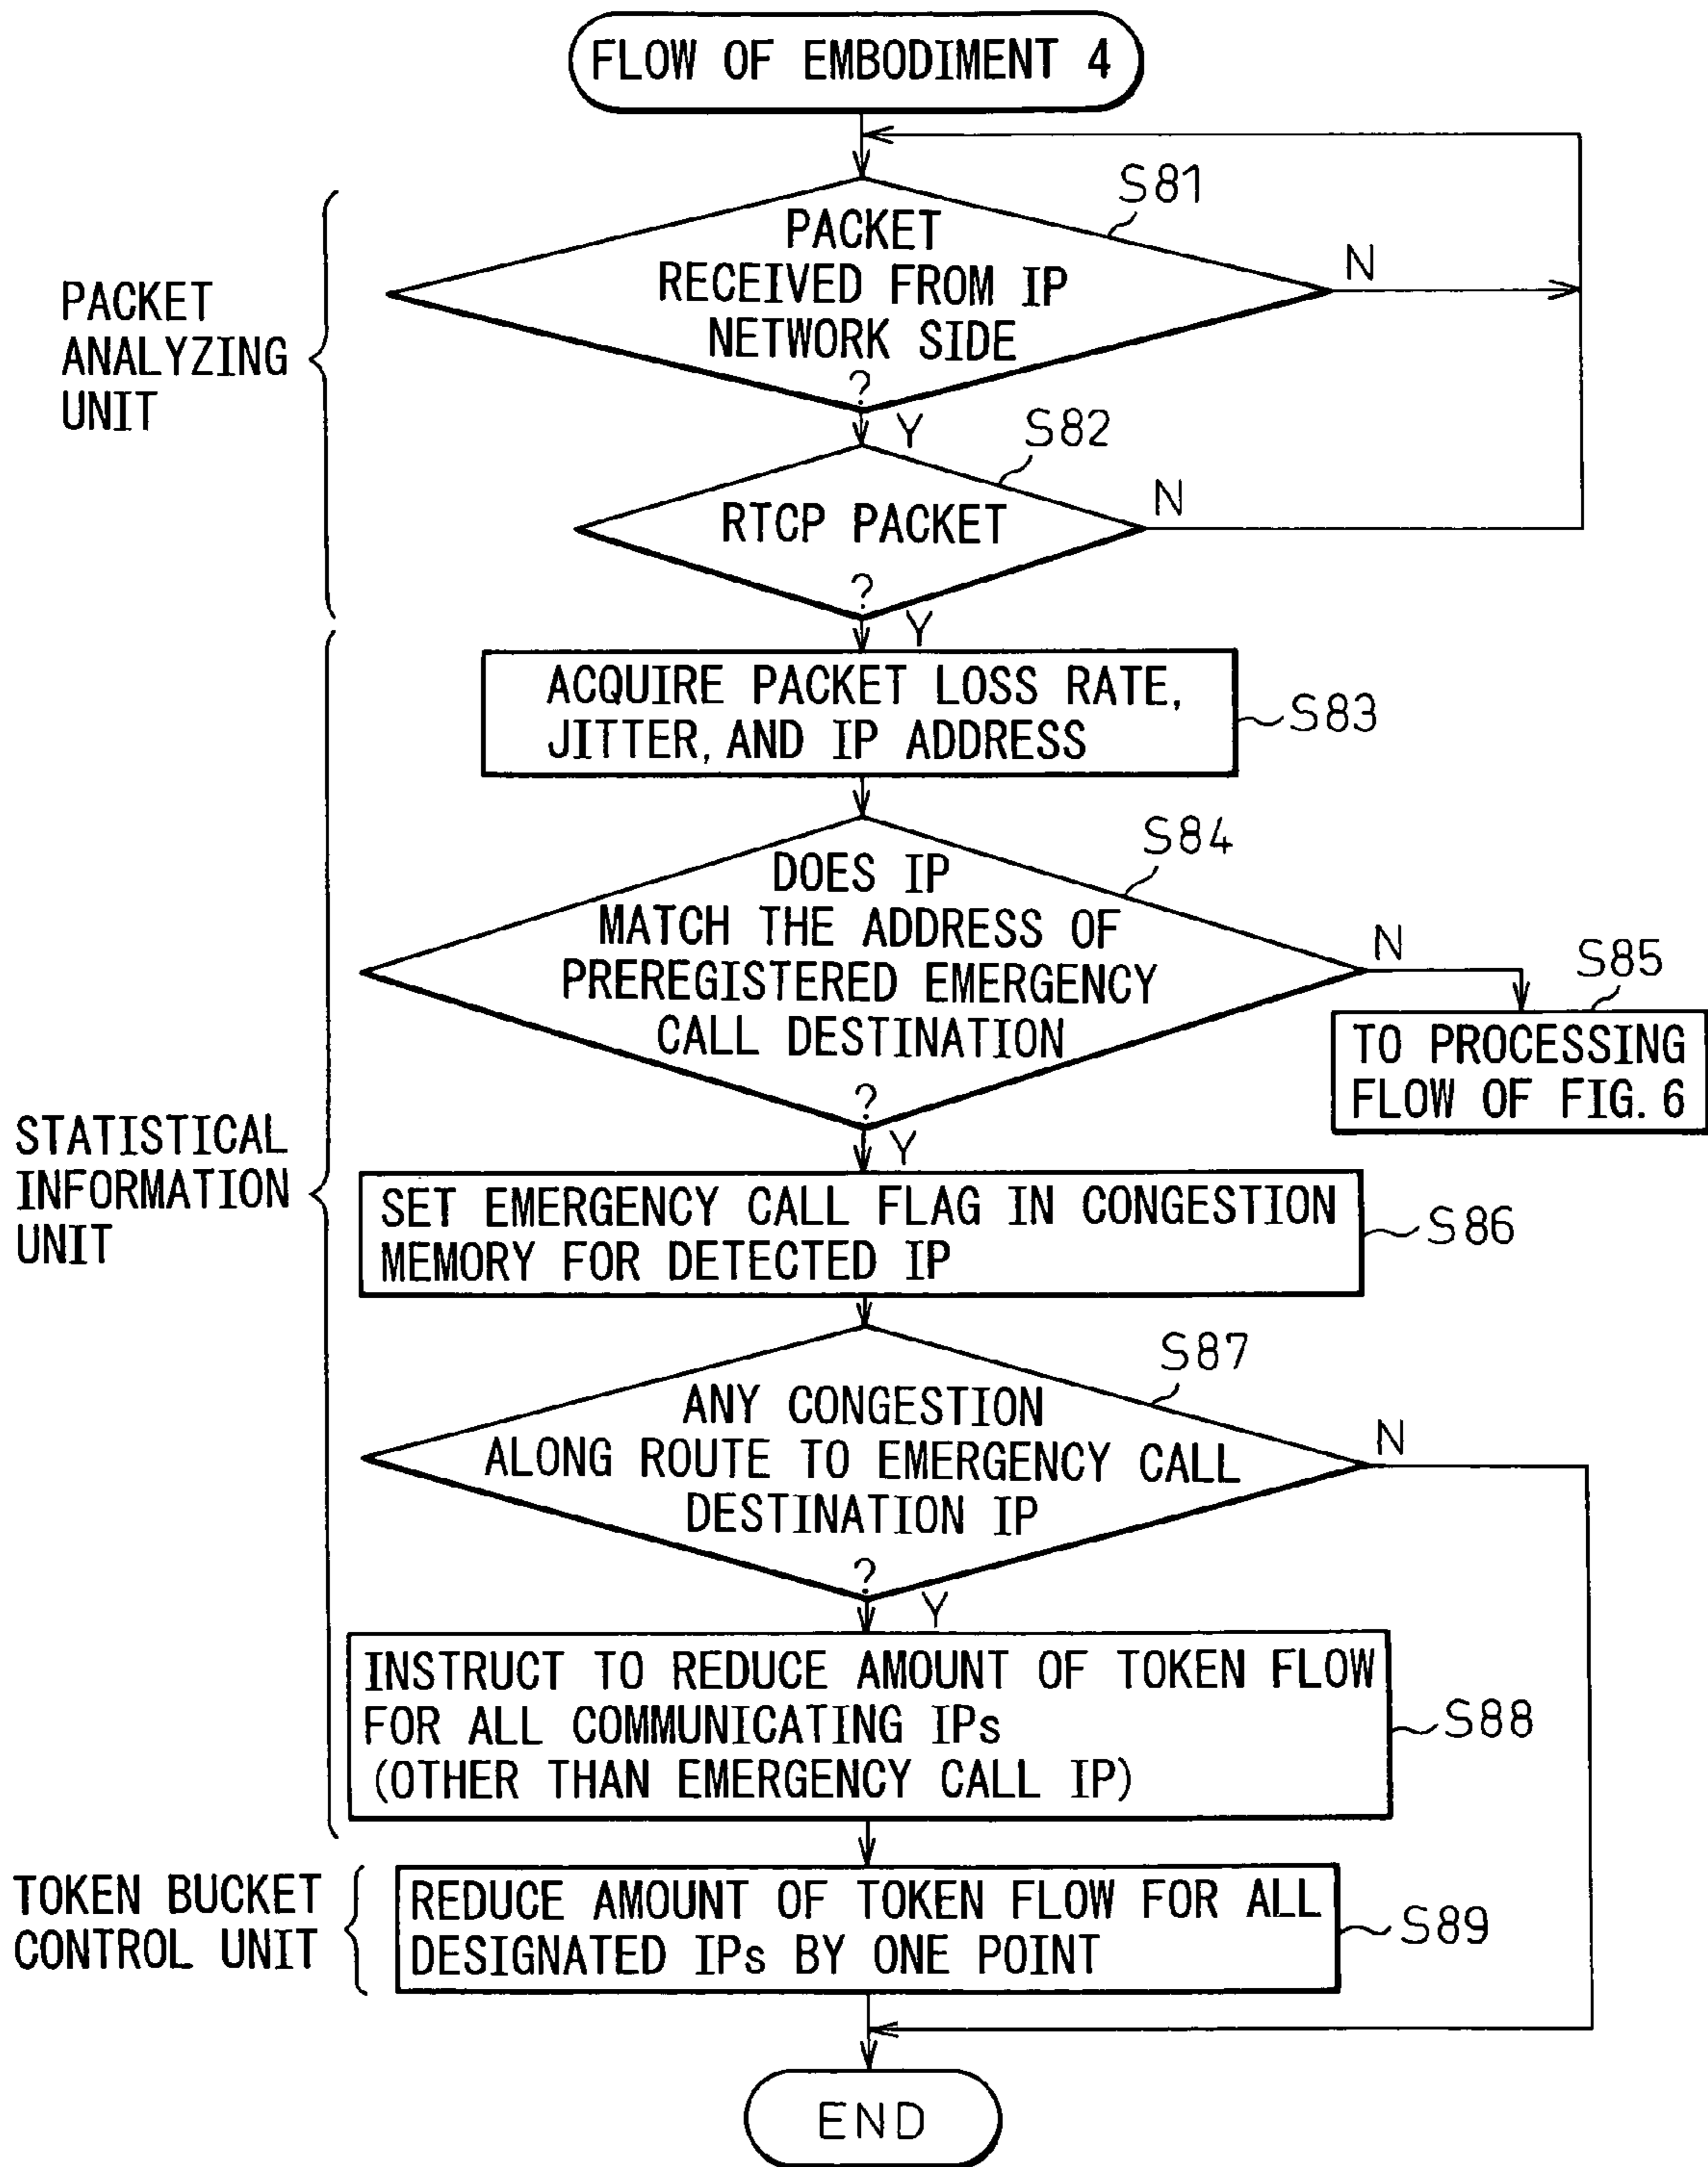 FLOW OF EMBODIMENT 4
S81
PACKET
RECEIVED FROM IP
NETWORK SIDE
?
N
Y
PACKET
ANALYZING
UNIT
S82
RTCP PACKET
?
N
Y
ACQUIRE PACKET LOSS RATE,
JITTER, AND IP ADDRESS
S83
S84
DOES IP
MATCH THE ADDRESS OF
PREREGISTERED EMERGENCY
CALL DESTINATION
?
N
S85
TO PROCESSING
FLOW OF FIG. 6
Y
STATISTICAL
INFORMATION
UNIT
SET EMERGENCY CALL FLAG IN CONGESTION
MEMORY FOR DETECTED IP
S86
S87
ANY CONGESTION
ALONG ROUTE TO EMERGENCY CALL
DESTINATION IP
?
N
Y
INSTRUCT TO REDUCE AMOUNT OF TOKEN FLOW
FOR ALL COMMUNICATING IPs
(OTHER THAN EMERGENCY CALL IP)
S88
TOKEN BUCKET
CONTROL UNIT
REDUCE AMOUNT OF TOKEN FLOW FOR ALL
DESIGNATED IPs BY ONE POINT
S89
END